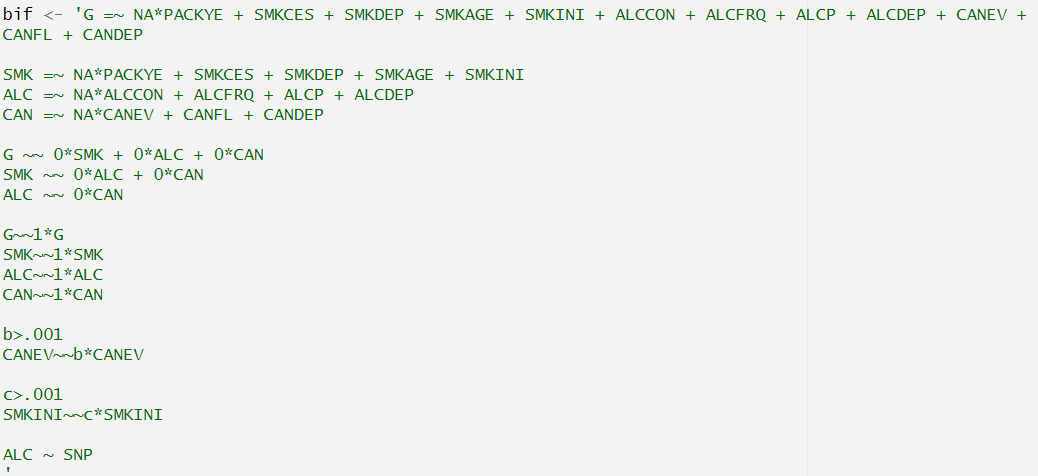 bif <- 'G =~ NA*PACKYE + SMKCES + SMKDEP + SMKAGE + SMKINI + ALCCON + ALCFRQ + ALCP + ALCDEP + CANEV +
CANFL + CANDEP
SMK =~ NA*PACKYE + SMKCES + SMKDEP + SMKAGE + SMKINI
ALC =~ NA*ALCCON + ALCFRQ + ALCP + ALCDEP
CAN =~ NA*CANEV + CANFL + CANDEP
G ~~ 0*SMK + 0*ALC + 0*CAN
SMK ~~ 0*ALC + 0*CAN
ALC ~~ 0*CAN
G~~1*G
SMK~~1*SMK
ALC~~1*ALC
CAN~~1*CAN
b>.001
CANEV~~b*CANEV
c>.001
SMKINI~~c*SMKINI
ALC ~ SNP
'